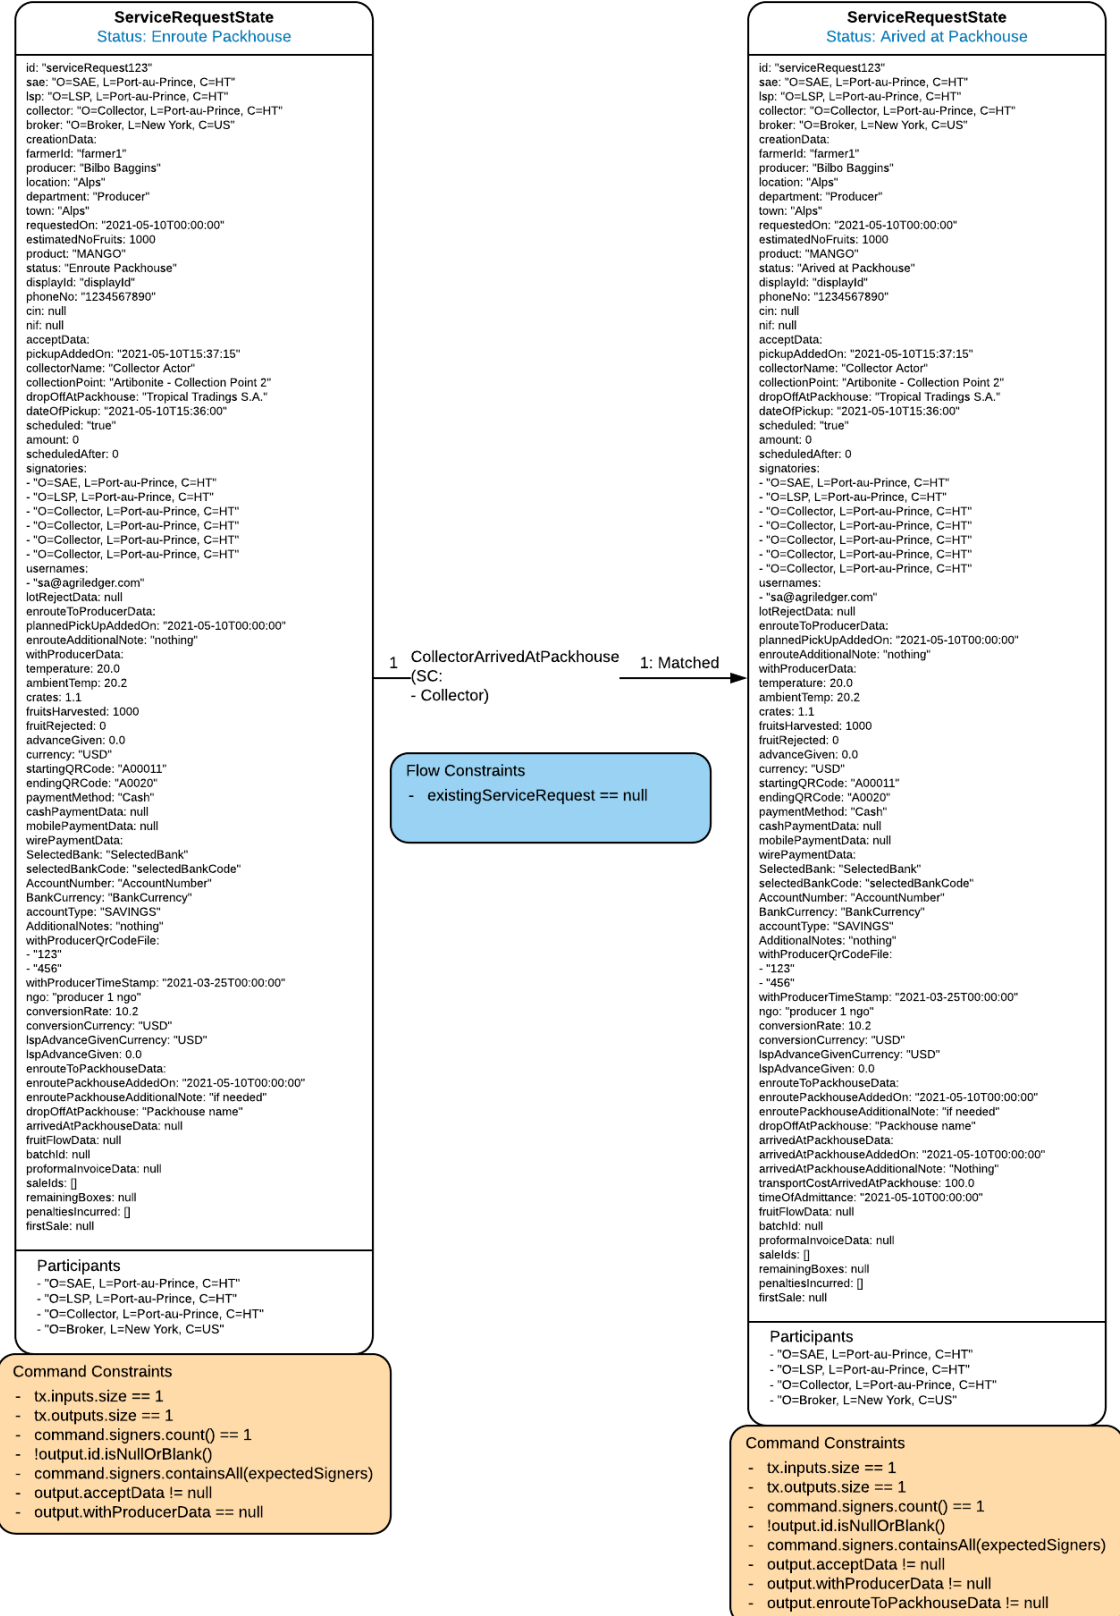 ServiceRequestState
Status: Enroute Packhouse
id: "serviceRequest123"
sae: "O=SAE, L=Port-au-Prince, C=HT"
lsp: "O=LSP, L=Port-au-Prince, C=HT"
collector: "O=Collector, L=Port-au-Prince, C=HT"
broker: "O=Broker, L=New York, C=US"
creationData:
farmerId: "farmer1"
producer: "Bilbo Baggins"
location: "Alps"
department: "Producer"
town: "Alps"
requestedOn: "2021-05-10T00:00:00"
estimatedNoFruits: 1000
product: "MANGO"
status: "Enroute Packhouse"
displayId: "displayId"
phoneNo: "1234567890"
cin: null
nif: null
acceptData:
pickupAddedOn: "2021-05-10T15:37:15"
collectorName: "Collector Actor"
collectionPoint: "Artibonite - Collection Point 2"
dropOffAtPackhouse: "Tropical Tradings S.A."
dateOfPickup: "2021-05-10T15:36:00"
scheduled: "true"
amount: 0
scheduledAfter: 0
signatories:
- "O=SAE, L=Port-au-Prince, C=HT"
- "O=LSP, L=Port-au-Prince, C=HT"
- "O=Collector, L=Port-au-Prince, C=HT"
- "O=Collector, L=Port-au-Prince, C=HT"
- "O=Collector, L=Port-au-Prince, C=HT"
- "O=Collector, L=Port-au-Prince, C=HT"
usernames:
- "sa@agriledger.com"
lotRejectData: null
enrouteToProducerData:
plannedPickUpAddedOn: "2021-05-10T00:00:00"
enrouteAdditionalNote: "nothing"
withProducerData:
temperature: 20.0
ambientTemp: 20.2
crates: 1.1
fruitsHarvested: 1000
fruitRejected: 0
advanceGiven: 0.0
currency: "USD"
startingQRCode: "A00011"
endingQRCode: "A0020"
paymentMethod: "Cash"
cashPaymentData: null
mobilePaymentData: null
wirePaymentData:
SelectedBank: "SelectedBank"
selectedBankCode: "selectedBankCode"
AccountNumber: "AccountNumber"
BankCurrency: "BankCurrency"
accountType: "SAVINGS"
AdditionalNotes: "nothing"
withProducerQrCodeFile:
- "123"
- "456"
withProducerTimeStamp: "2021-03-25T00:00:00"
ngo: "producer 1 ngo"
conversionRate: 10.2
conversionCurrency: "USD"
lspAdvanceGivenCurrency: "USD"
lspAdvanceGiven: 0.0
enrouteToPackhouseData:
enroutePackhouseAddedOn: "2021-05-10T00:00:00"
enroutePackhouseAdditionalNote: "if needed"
dropOffAtPackhouse: "Packhouse name"
arrivedAtPackhouseData: null
fruitFlowData: null
batchId: null
proformaInvoiceData: null
saleIds: []
remainingBoxes: null
penaltiesIncurred: []
firstSale: null
Participants
- "O=SAE, L=Port-au-Prince, C=HT"
- "O=LSP, L=Port-au-Prince, C=HT"
- "O=Collector, L=Port-au-Prince, C=HT"
- "O=Broker, L=New York, C=US"
Command Constraints
- tx.inputs.size == 1
- tx.outputs.size == 1
- command.signers.count() == 1
- !output.id.isNullOrBlank()
- command.signers.containsAll(expectedSigners)
- output.acceptData != null
- output.withProducerData == null
1 CollectorArrivedAtPackhouse 1: Matched
(SC:
- Collector)
Flow Constraints
- existingServiceRequest == null
ServiceRequestState
Status: Arived at Packhouse
id: "serviceRequest123"
sae: "O=SAE, L=Port-au-Prince, C=HT"
lsp: "O=LSP, L=Port-au-Prince, C=HT"
collector: "O=Collector, L=Port-au-Prince, C=HT"
broker: "O=Broker, L=New York, C=US"
creationData:
farmerId: "farmer1"
producer: "Bilbo Baggins"
location: "Alps"
department: "Producer"
town: "Alps"
requestedOn: "2021-05-10T00:00:00"
estimatedNoFruits: 1000
product: "MANGO"
status: "Arived at Packhouse"
displayId: "displayId"
phoneNo: "1234567890"
cin: null
nif: null
acceptData:
pickupAddedOn: "2021-05-10T15:37:15"
collectorName: "Collector Actor"
collectionPoint: "Artibonite - Collection Point 2"
dropOffAtPackhouse: "Tropical Tradings S.A."
dateOfPickup: "2021-05-10T15:36:00"
scheduled: "true"
amount: 0
scheduledAfter: 0
signatories:
- "O=SAE, L=Port-au-Prince, C=HT"
- "O=LSP, L=Port-au-Prince, C=HT"
- "O=Collector, L=Port-au-Prince, C=HT"
- "O=Collector, L=Port-au-Prince, C=HT"
- "O=Collector, L=Port-au-Prince, C=HT"
- "O=Collector, L=Port-au-Prince, C=HT"
- "O=Collector, L=Port-au-Prince, C=HT"
usernames:
- "sa@agriledger.com"
lotRejectData: null
enrouteToProducerData:
plannedPickUpAddedOn: "2021-05-10T00:00:00"
enrouteAdditionalNote: "nothing"
withProducerData:
temperature: 20.0
ambientTemp: 20.2
crates: 1.1
fruitsHarvested: 1000
fruitRejected: 0
advanceGiven: 0.0
currency: "USD"
startingQRCode: "A00011"
endingQRCode: "A0020"
paymentMethod: "Cash"
cashPaymentData: null
mobilePaymentData: null
wirePaymentData:
SelectedBank: "SelectedBank"
selectedBankCode: "selectedBankCode"
AccountNumber: "AccountNumber"
BankCurrency: "BankCurrency"
accountType: "SAVINGS"
AdditionalNotes: "nothing"
withProducerQrCodeFile:
- "123"
- "456"
withProducerTimeStamp: "2021-03-25T00:00:00"
ngo: "producer 1 ngo"
conversionRate: 10.2
conversionCurrency: "USD"
lspAdvanceGivenCurrency: "USD"
lspAdvanceGiven: 0.0
enrouteToPackhouseData:
enroutePackhouseAddedOn: "2021-05-10T00:00:00"
enroutePackhouseAdditionalNote: "if needed"
dropOffAtPackhouse: "Packhouse name"
arrivedAtPackhouseData:
arrivedAtPackhouseAddedOn: "2021-05-10T00:00:00"
arrivedAtPackhouseAdditionalNote: "Nothing"
transportCostArrivedAtPackhouse: 100.0
timeOfAdmittance: "2021-05-10T00:00:00"
fruitFlowData: null
batchId: null
proformaInvoiceData: null
saleIds: []
remainingBoxes: null
penaltiesIncurred: []
firstSale: null
Participants
- "O=SAE, L=Port-au-Prince, C=HT"
- "O=LSP, L=Port-au-Prince, C=HT"
- "O=Collector, L=Port-au-Prince, C=HT"
- "O=Broker, L=New York, C=US"
Command Constraints
- tx.inputs.size == 1
- tx.outputs.size == 1
- command.signers.count() == 1
- !output.id.isNullOrBlank()
- command.signers.containsAll(expectedSigners)
- output.acceptData != null
- output.withProducerData != null
- output.enrouteToPackhouseData != null